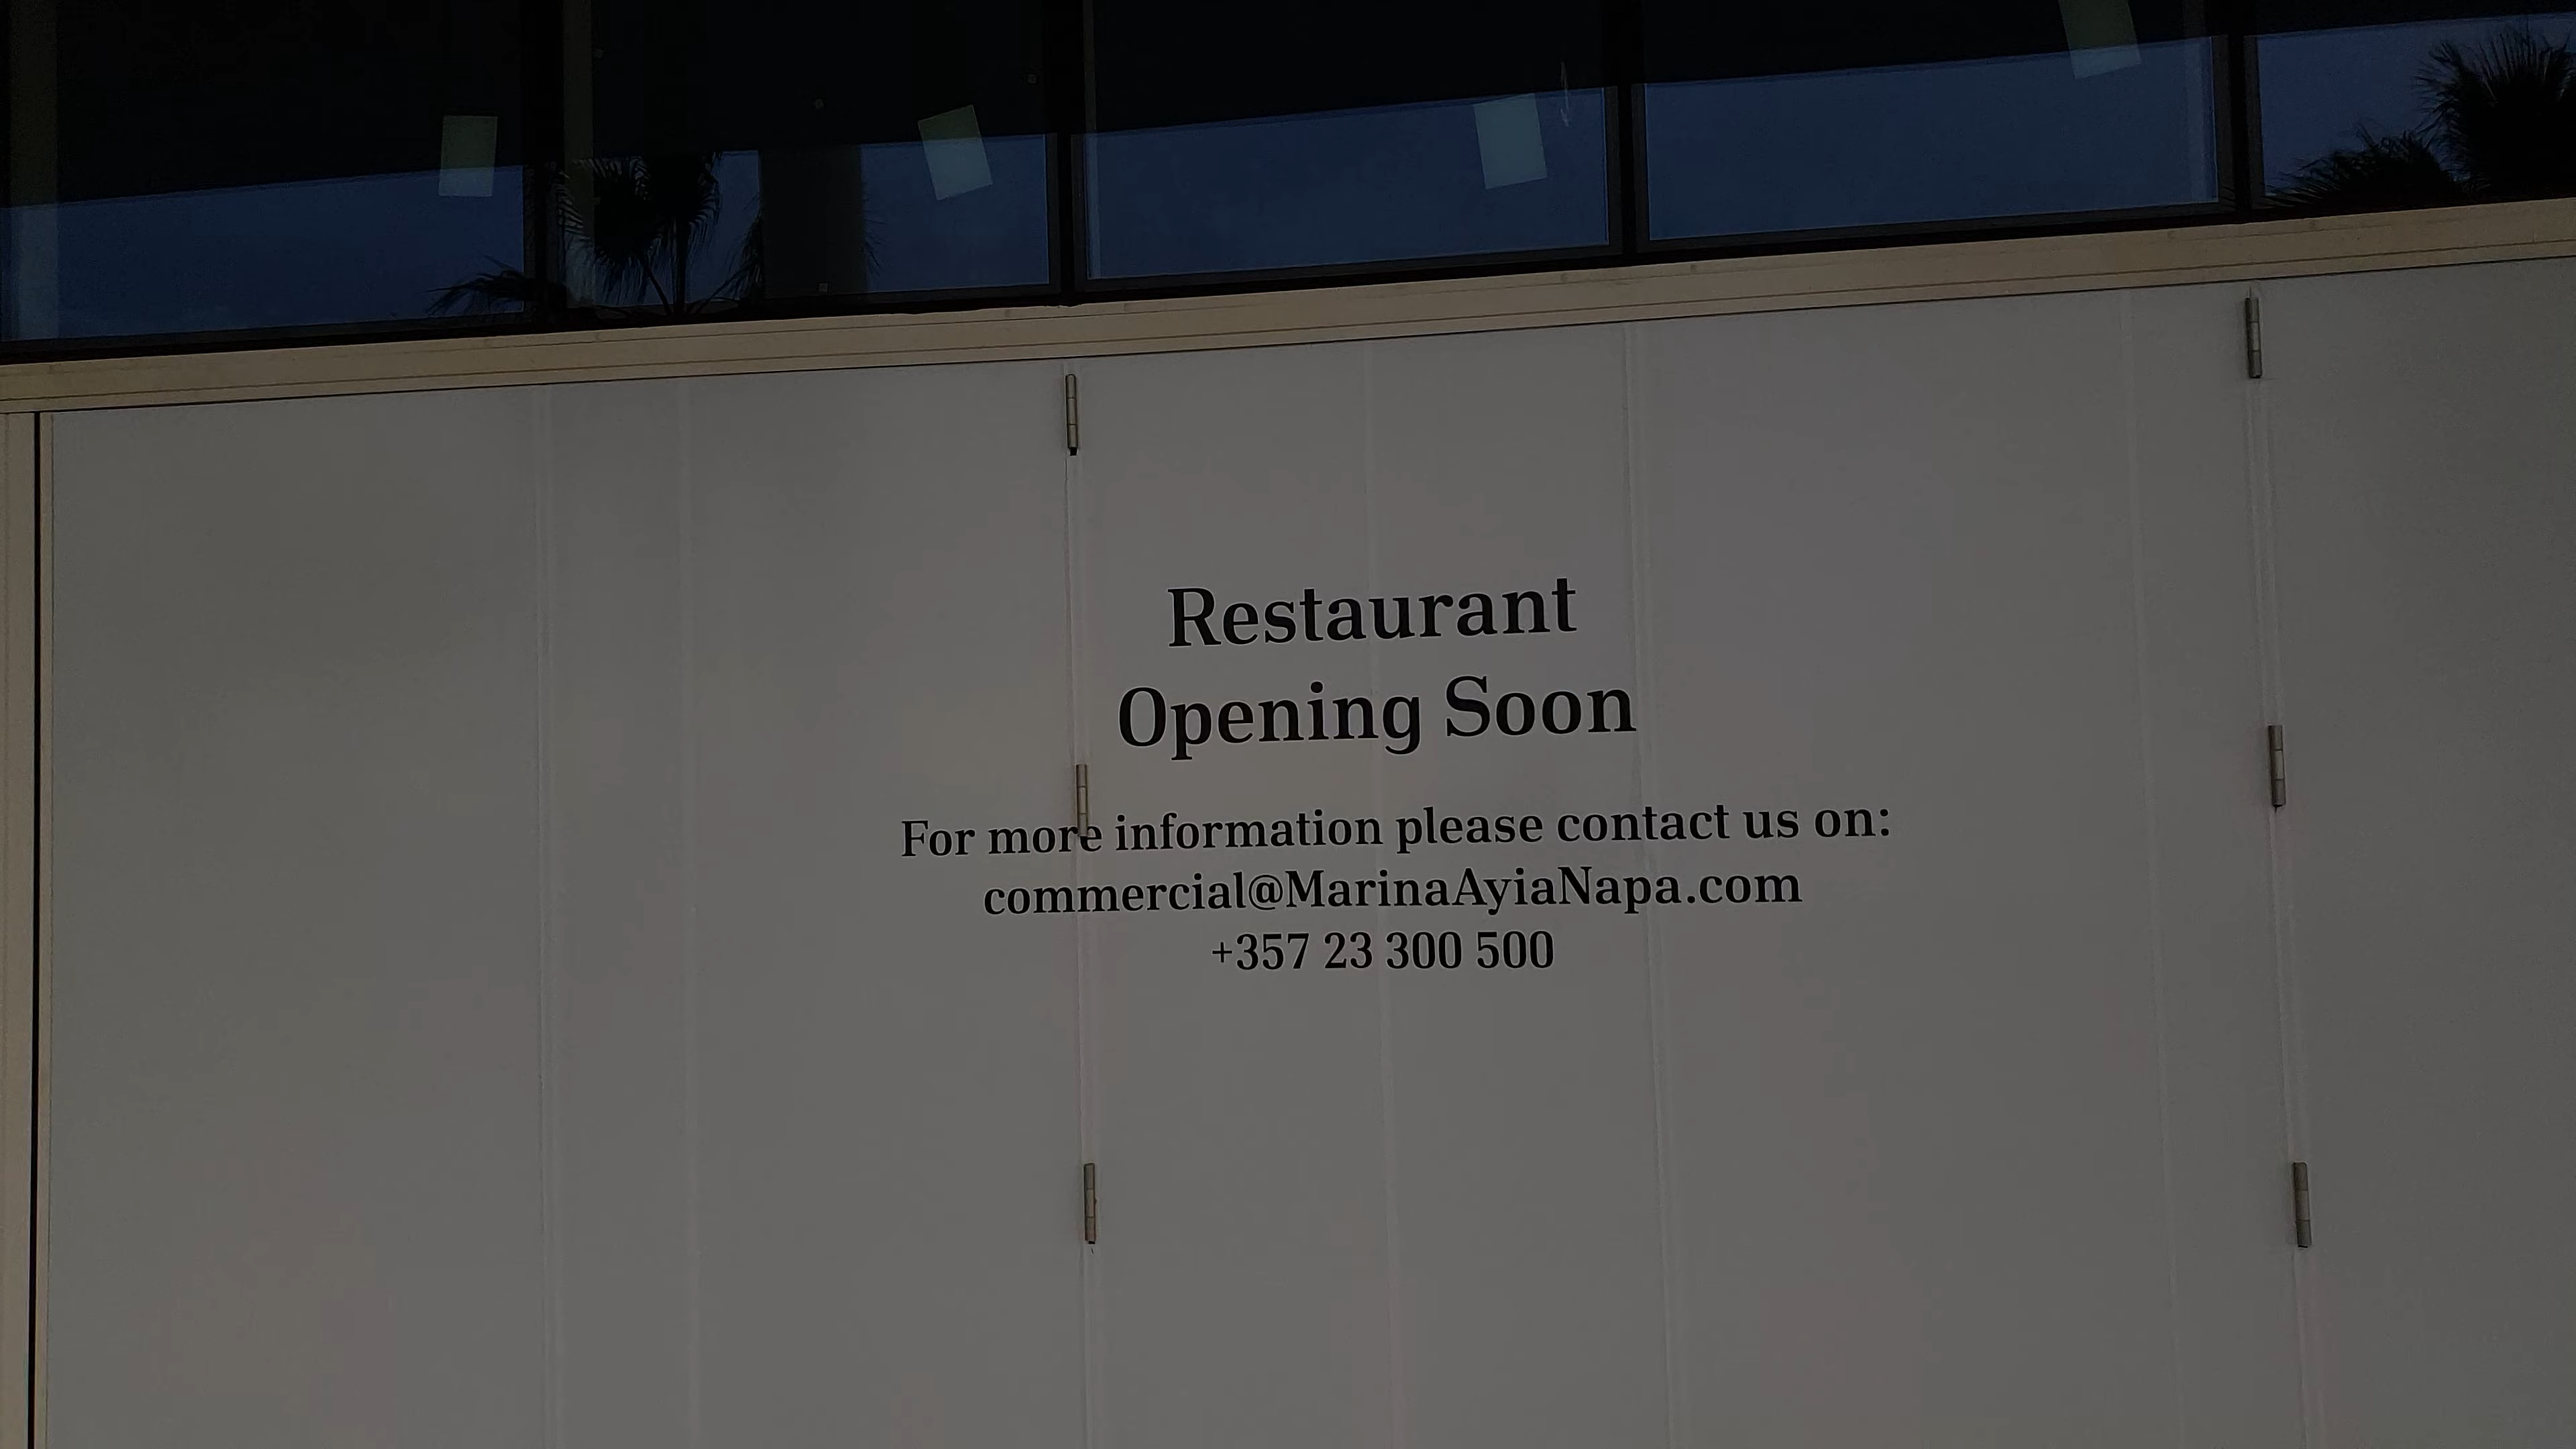 Restaurant
Opening Soon
For more information please contact us on:
commercial@MarinaAyiaNapa.com
+357 23 300 500